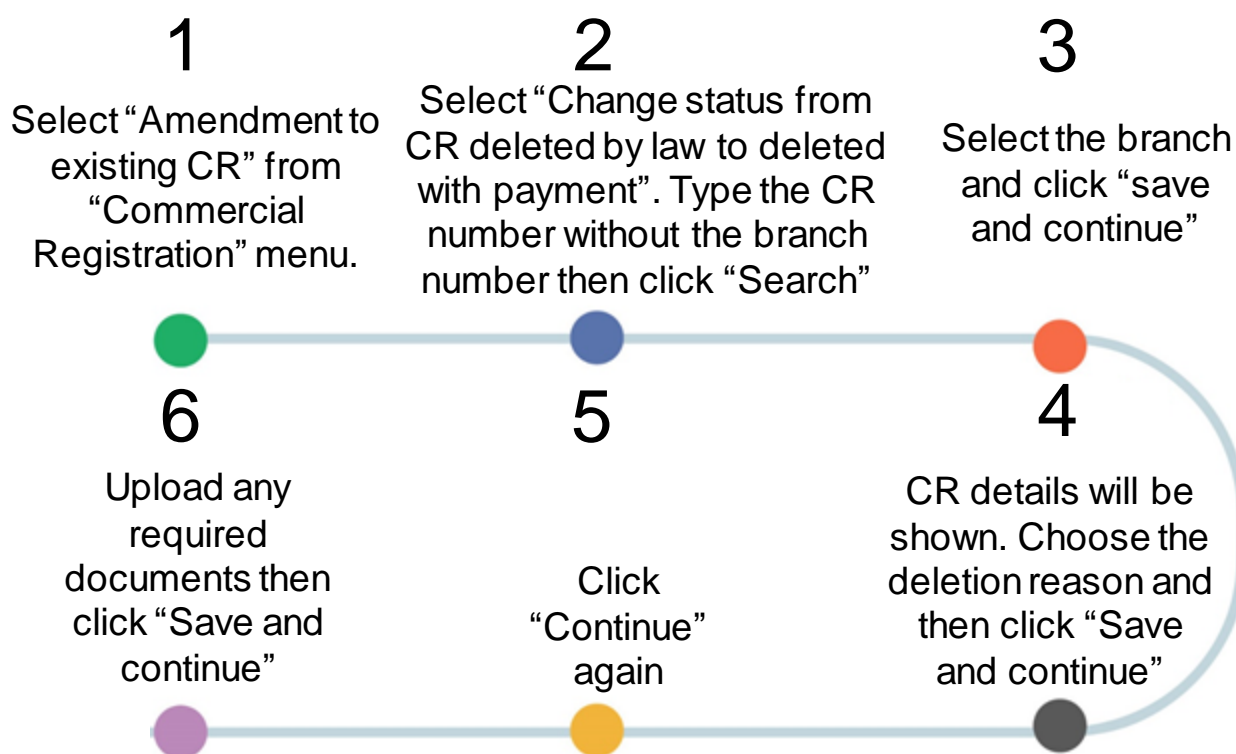 1
Select “Amendment to
existing CR” from
“Commercial
Registration” menu.
2
Select “Change status from
CR deleted by law to deleted
with payment”. Type the CR
number without the branch
number then click “Search”
3
Select the branch
and click “save
and continue”
4
CR details will be
shown. Choose the
deletion reason and
then click “Save
and continue”
5
Click
“Continue”
again
6
Upload any
required
documents then
click “Save and
continue”